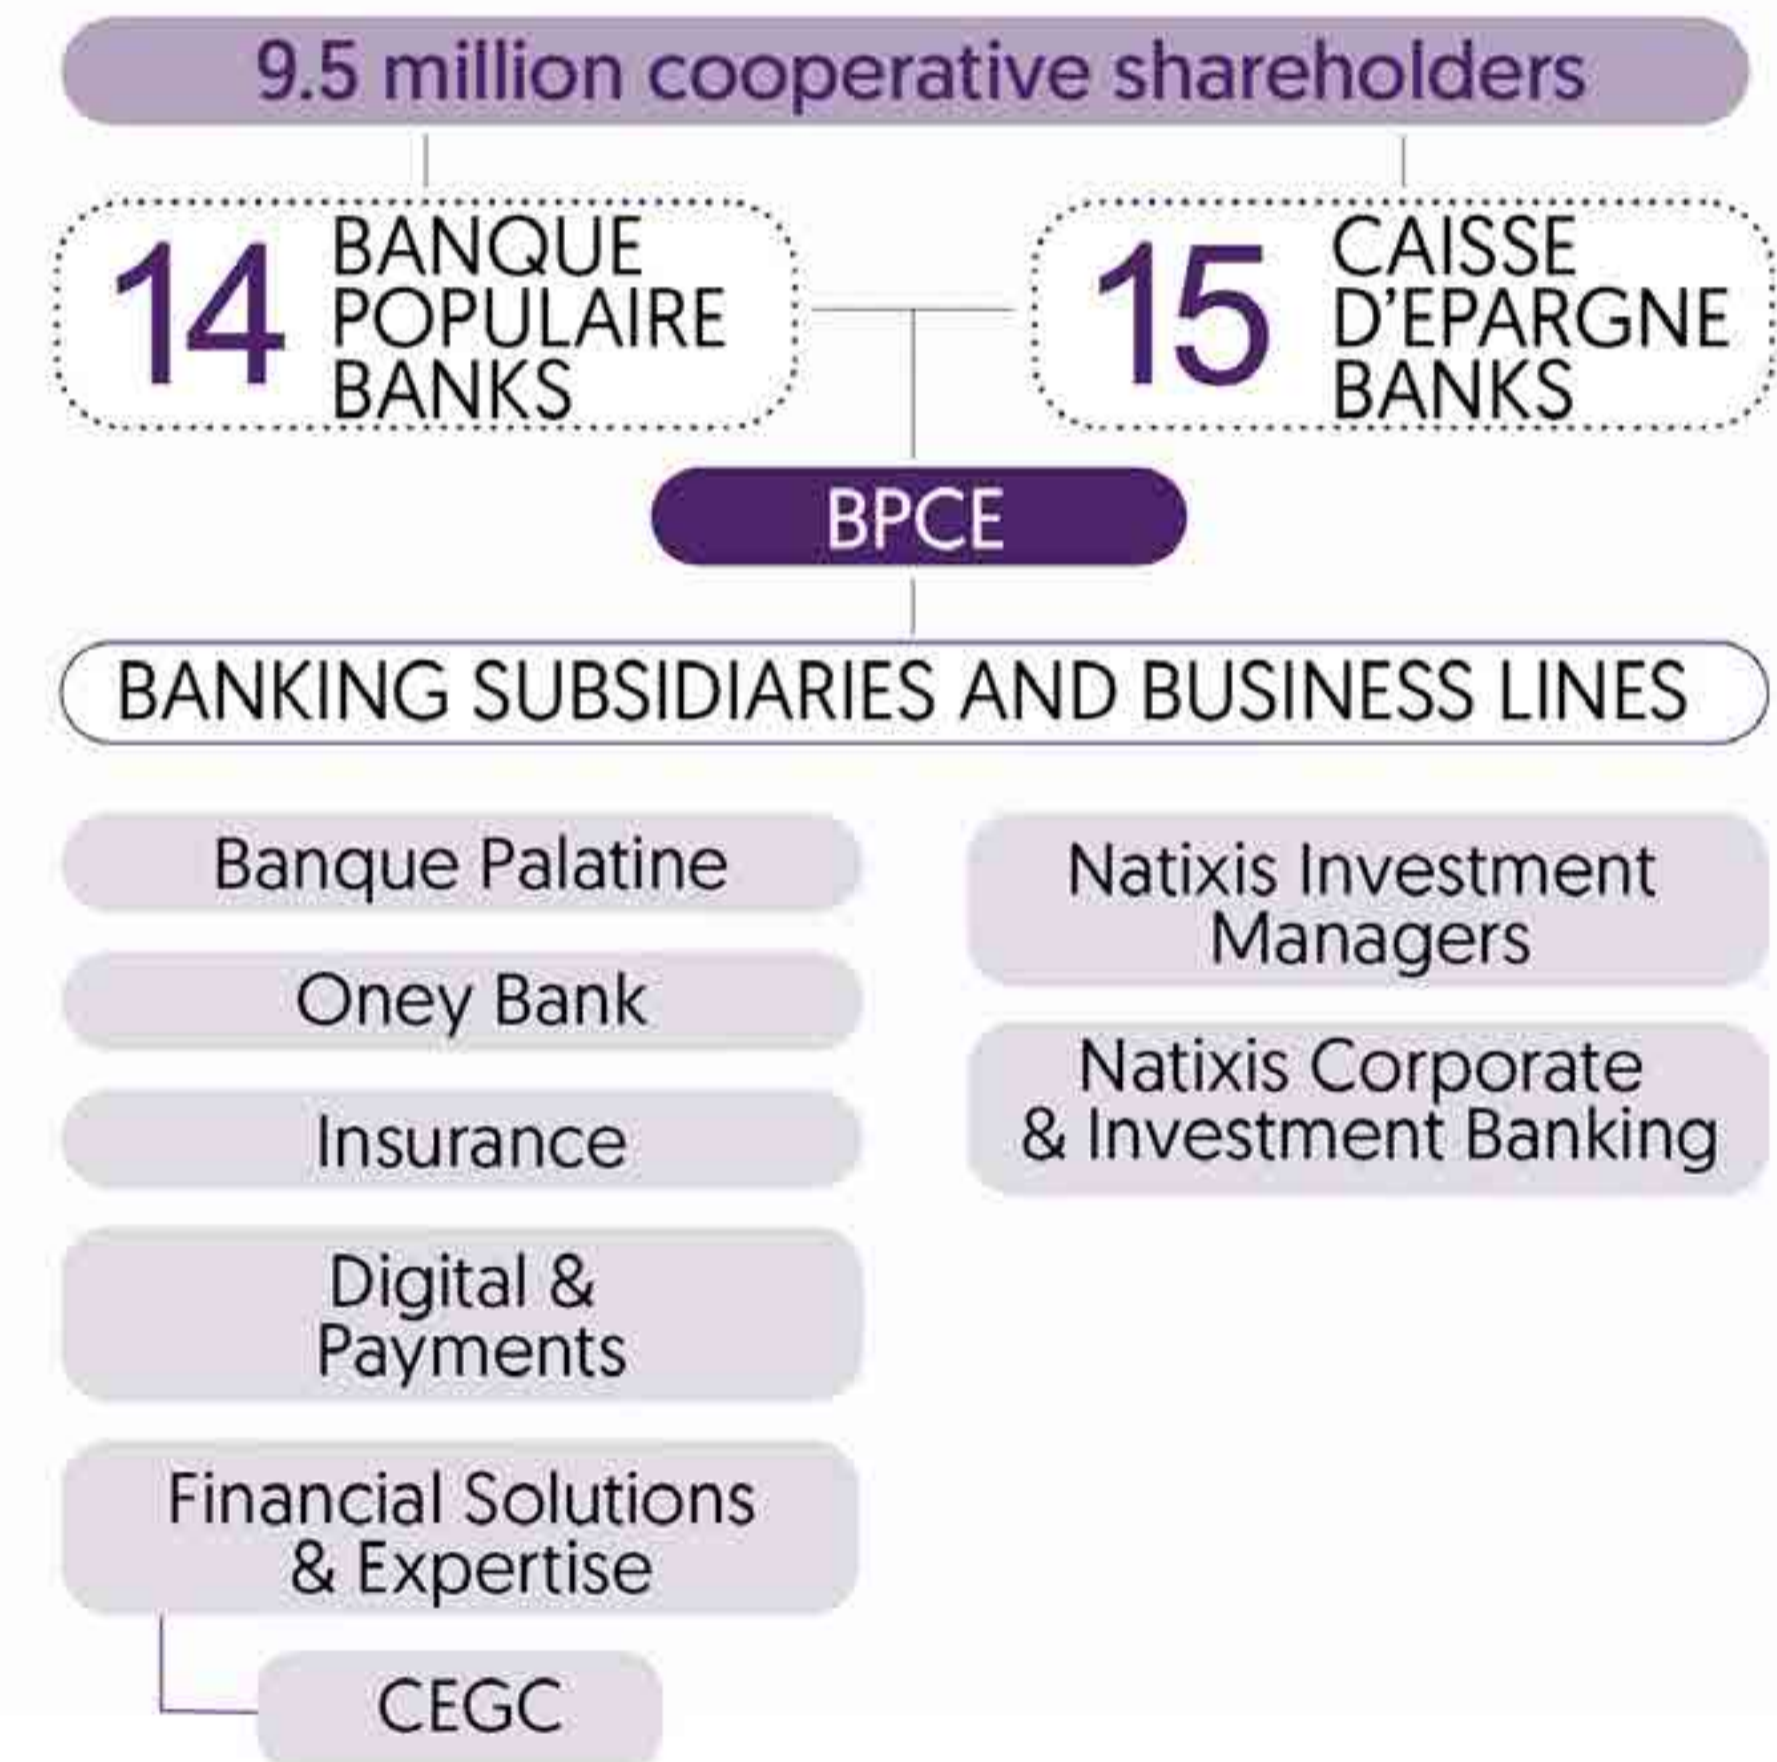 9.5 million cooperative shareholders
14
BANQUE
POPULAIRE
BANKS
15
CAISSE
D'EPARGNE
BANKS
BPCE
BANKING SUBSIDIARIES AND BUSINESS LINES
Banque Palatine
Oney Bank
Insurance
Digital &
Payments
Financial Solutions
& Expertise
CEGC
Natixis Investment
Managers
Natixis Corporate
& Investment Banking